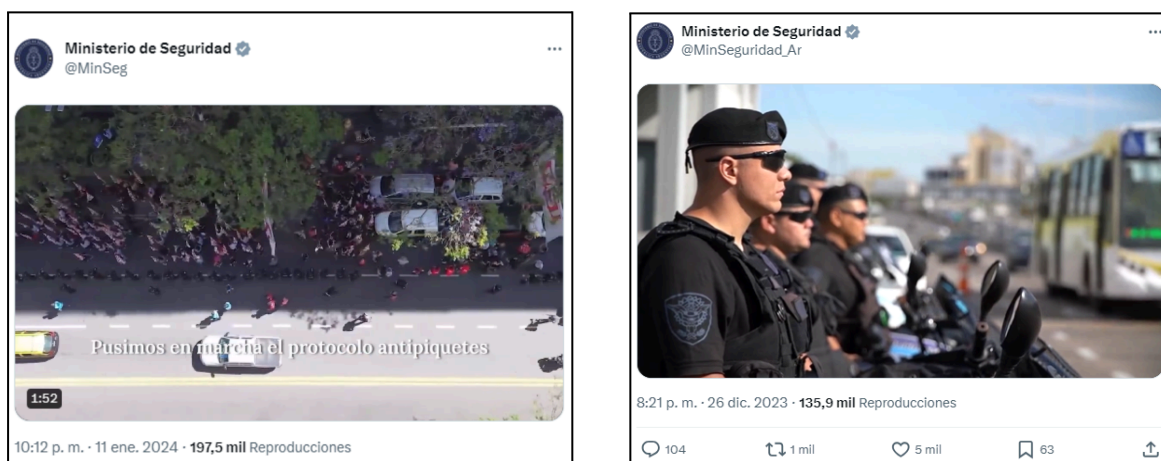 Ministerio de Seguridad
@MinSeg
Pusimos en marcha el protocolo antipiquetes
1:52
10:12 p. m. · 11 ene. 2024 · 197,5 mil Reproducciones
Ministerio de Seguridad
@MinSeguridad_Ar
8:21 p. m. · 26 dic. 2023 · 135,9 mil Reproducciones
104 1 mil 5 mil 63